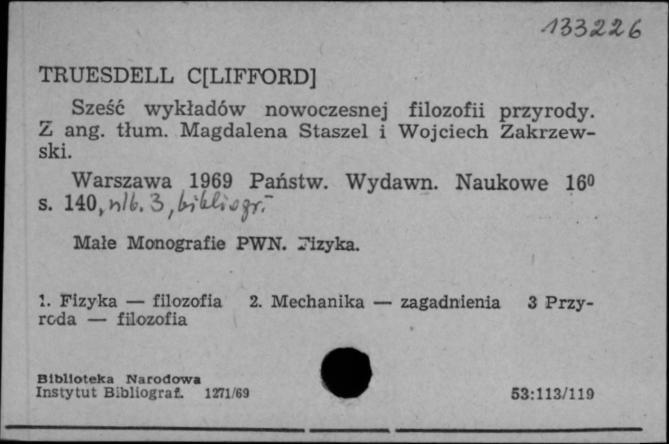 133226
TRUESDELL C[LIFFORD]
Sześć wykładów nowoczesnej filozofii przyrody.
Z ang. tłum. Magdalena Staszel i Wojciech Zakrzew-
ski.
Warszawa 1969 Państw. Wydawn. Naukowe 16⁰
s. 140, nlb. 3, bibliogr.
Małe Monografie PWN. Fizyka.
1. Fizyka — filozofia 2. Mechanika — zagadnienia 3 Przy-
roda — filozofia
Biblioteka Narodowa
Instytut Bibliograf. 1271/69 53:113/119